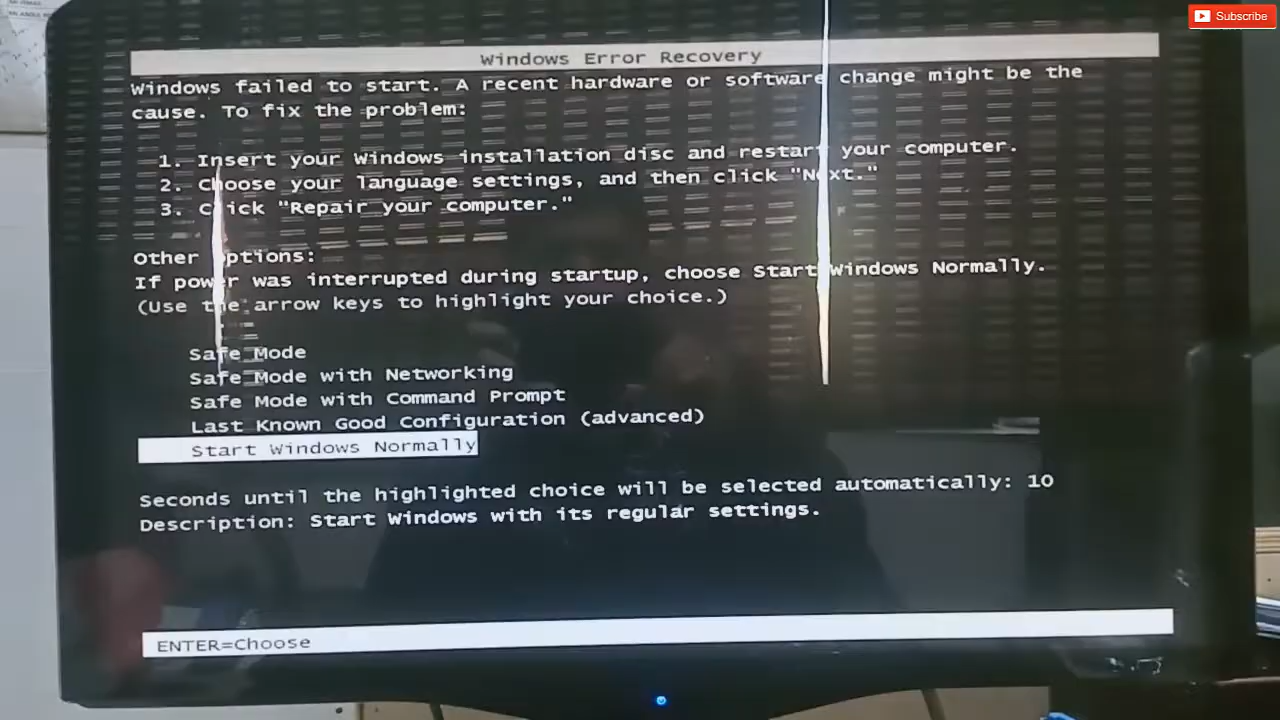 Subscribe
Windows Error Recovery
Windows failed to start. A recent hardware or software change might be the
cause. To fix the problem:
1. Insert your Windows installation disc and restart your computer.
2. Choose your language settings, and then click "Next."
3. Click "Repair your computer."
Other options:
If power was interrupted during startup, choose Start Windows Normally.
(Use the arrow keys to highlight your choice.)
Safe Mode
Safe Mode with Networking
Safe Mode with Command Prompt
Last Known Good Configuration (advanced)
Start Windows Normally
Seconds until the highlighted choice will be selected automatically: 10
Description: Start Windows with its regular settings.
ENTER=Choose